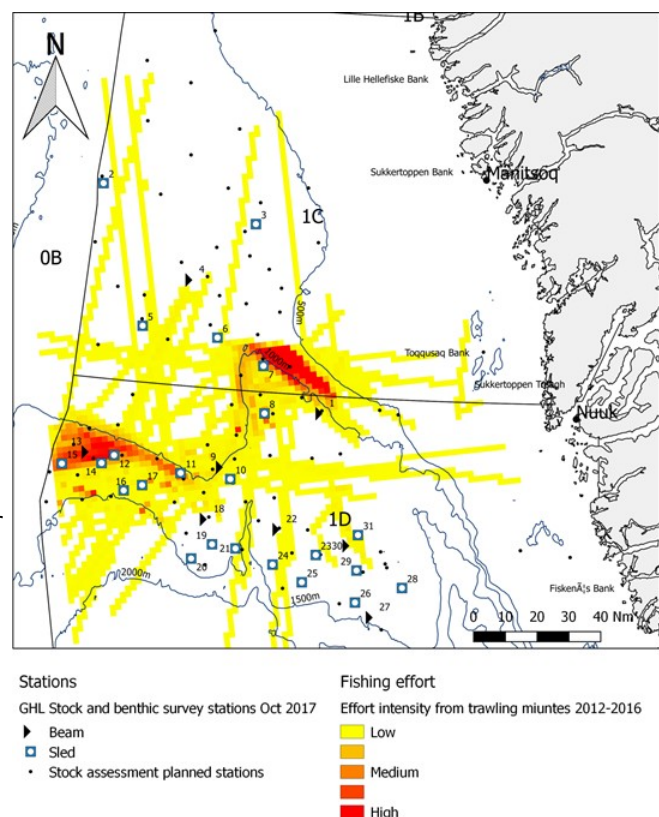 N
1B
Lille Hellefiske Bank
Sukkertoppen Bank
Manitsoq
2
3
1C
0B
4
500m
5
6
1000m
Toqqusaq Bank
Sukkertoppen Trough
Nuuk
8
1
13
9
15
12
14
11
10
16
17
18
22
1D
31
19
21
2330
20
24
29
25
28
2000m
1500m
26
27
Fiskenæs Bank
0 10 20 30 40 Nm
Stations
GHL Stock and benthic survey stations Oct 2017
Beam
Sled
Stock assessment planned stations
Fishing effort
Effort intensity from trawling miuntes 2012-2016
Low
Medium
High